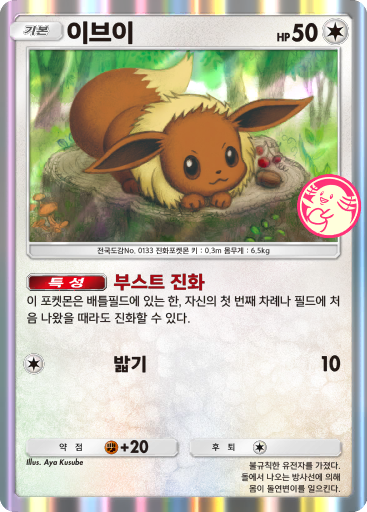 기본 이브이 HP 50
전국도감No. 0133 진화포켓몬 키 : 0.3m 몸무게 : 6.5kg
특성 부스트 진화
이 포켓몬은 배틀필드에 있는 한, 자신의 첫 번째 차례나 필드에 처
음 나왔을 때라도 진화할 수 있다.
밟기 10
약점 +20 후퇴
Illus. Aya Kusube
불규칙한 유전자를 가졌다.
돌에서 나오는 방사선에 의해
몸이 돌연변이를 일으킨다.